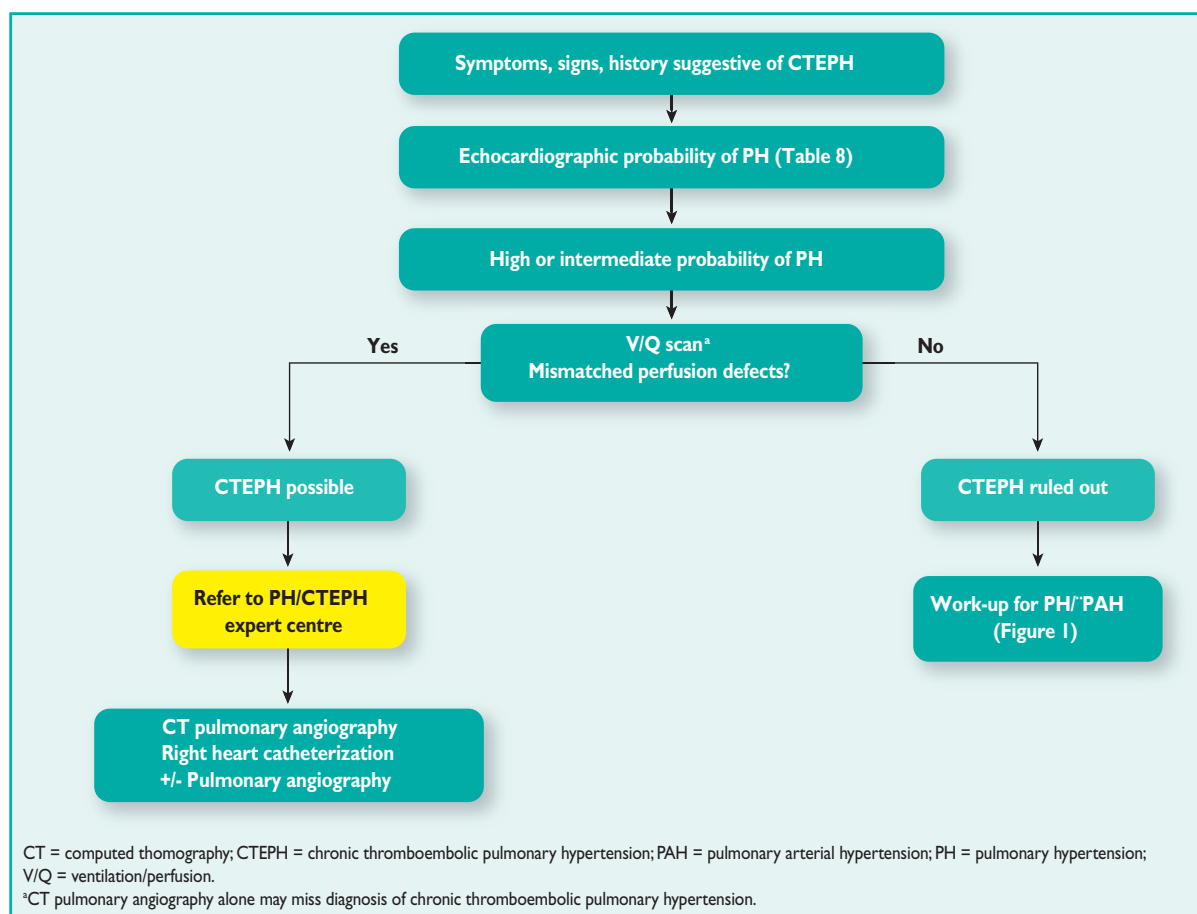 Symptoms, signs, history suggestive of CTEPH
Echocardiographic probability of PH (Table 8)
High or intermediate probability of PH
Yes
V/Q scanª
Mismatched perfusion defects?
No
CTEPH possible
CTEPH ruled out
Refer to PH/CTEPH
expert centre
Work-up for PH/¨PAH
(Figure 1)
CT pulmonary angiography
Right heart catheterization
+/- Pulmonary angiography
CT = computed thomography; CTEPH = chronic thromboembolic pulmonary hypertension; PAH = pulmonary arterial hypertension; PH = pulmonary hypertension;
V/Q = ventilation/perfusion.
ªCT pulmonary angiography alone may miss diagnosis of chronic thromboembolic pulmonary hypertension.